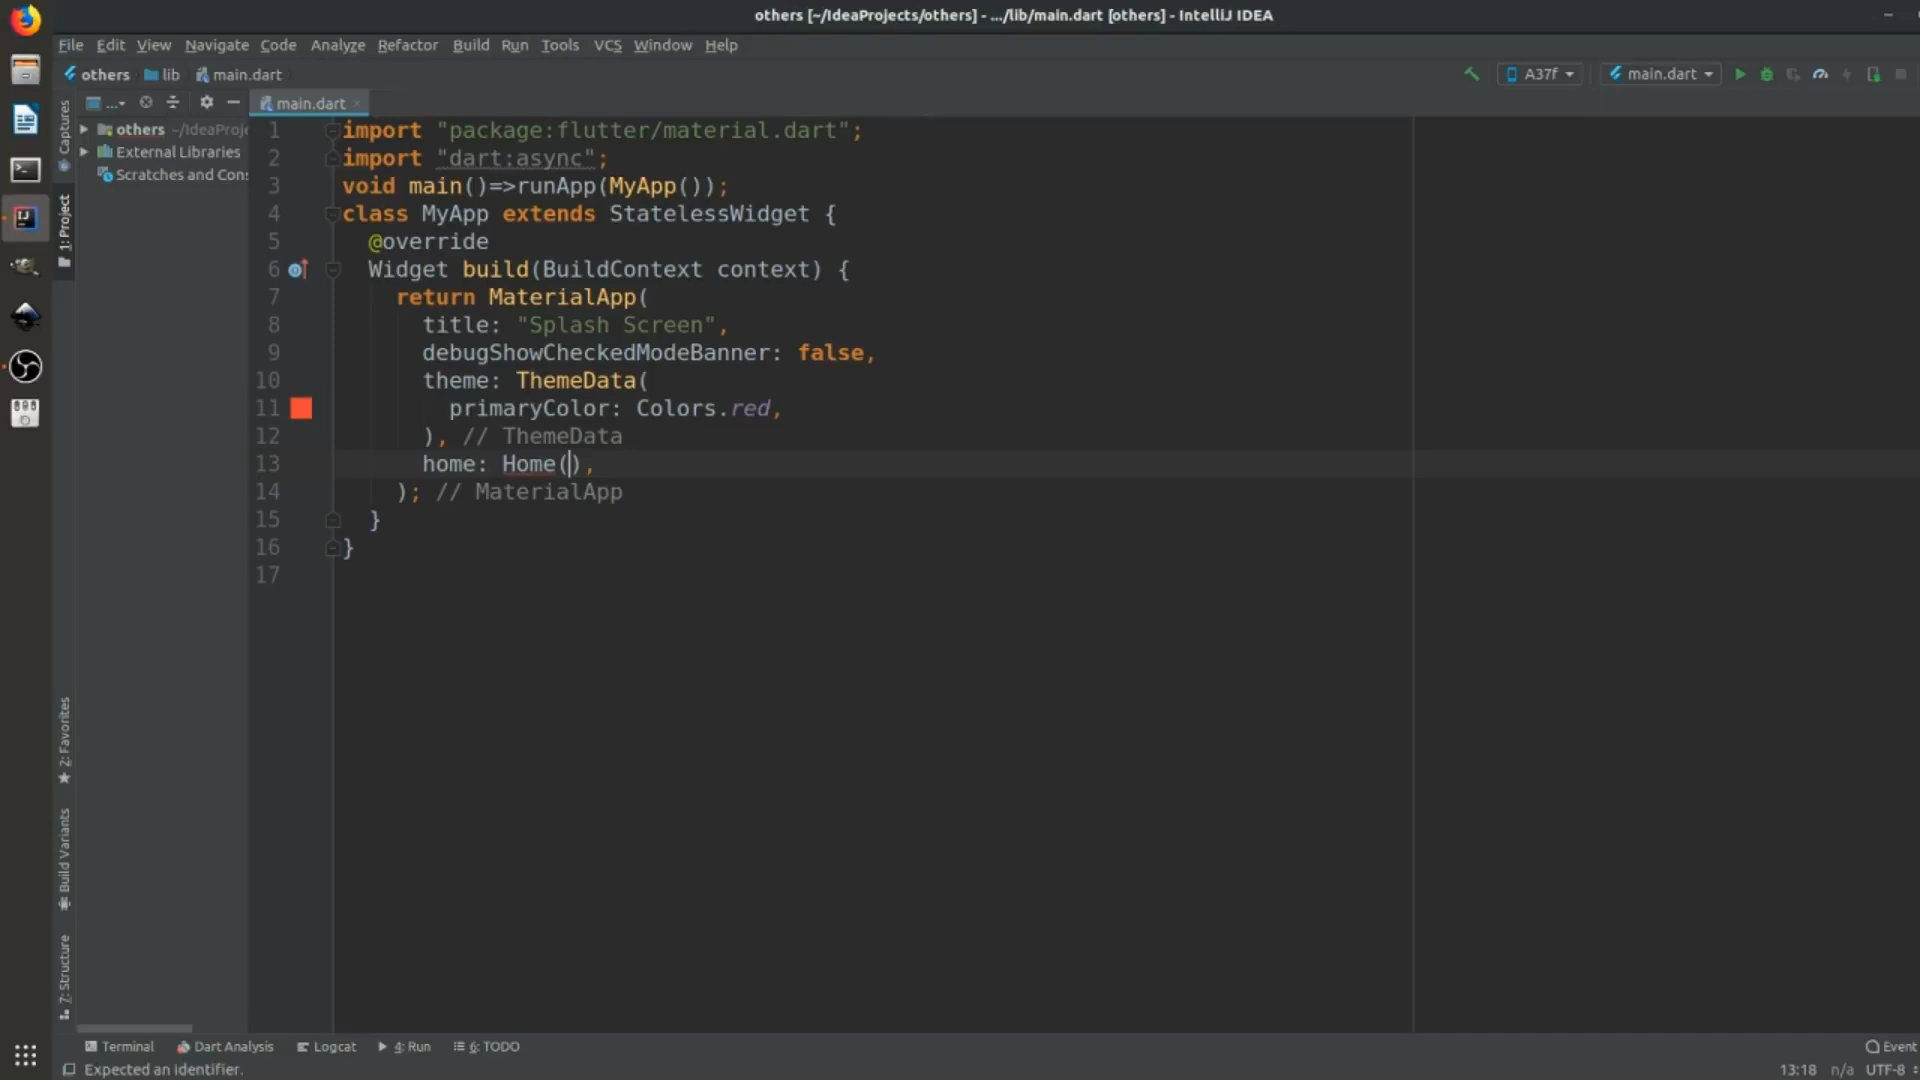 others [~/IdeaProjects/others] - .../lib/main.dart [others] - IntelliJ IDEA
File Edit View Navigate Code Analyze Refactor Build Run Tools VCS Window Help
others lib main.dart A37f main.dart
... main.dart
Captures
1: Project
2: Favorites
Build Variants
7: Structure
others ~/IdeaProje
External Libraries
Scratches and Cons
1 import "package:flutter/material.dart";
2 import "dart:async";
3 void main()=>runApp(MyApp());
4 class MyApp extends StatelessWidget {
5 @override
6 Widget build(BuildContext context) {
7 return MaterialApp(
8 title: "Splash Screen",
9 debugShowCheckedModeBanner: false,
10 theme: ThemeData(
11 primaryColor: Colors.red,
12 ), // ThemeData
13 home: Home(),
14 ); // MaterialApp
15 }
16 }
17
Terminal Dart Analysis Logcat 4: Run 6: TODO Event
Expected an identifier. 13:18 n/a UTF-8